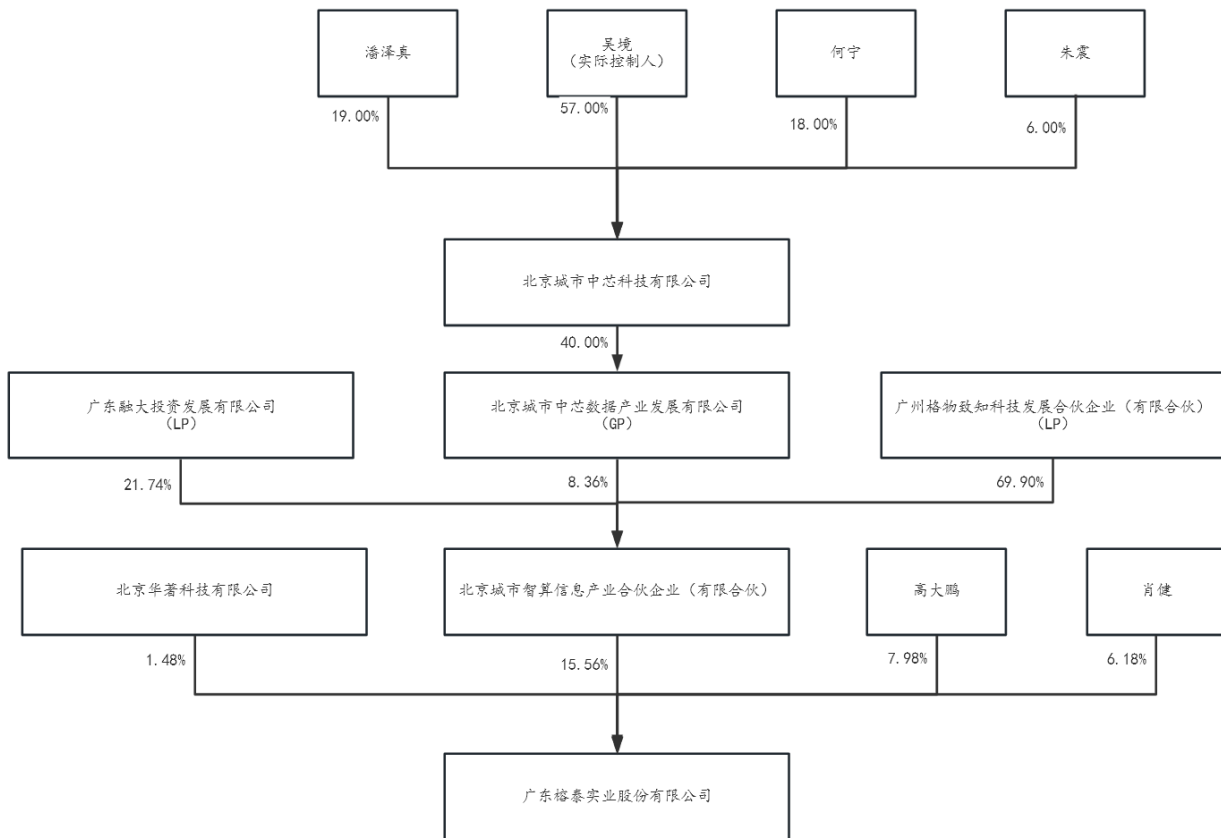 潘泽真
吴境
（实际控制人）
何宁
朱震
19.00%
57.00%
18.00%
6.00%
北京城市中芯科技有限公司
40.00%
广东融大投资发展有限公司
（LP）
北京城市中芯数据产业发展有限公司
（GP）
广州格物致知科技发展合伙企业（有限合伙）
（LP）
21.74%
8.36%
69.90%
北京华著科技有限公司
北京城市智算信息产业合伙企业（有限合伙）
高大鹏
肖健
1.48%
15.56%
7.98%
6.18%
广东榕泰实业股份有限公司